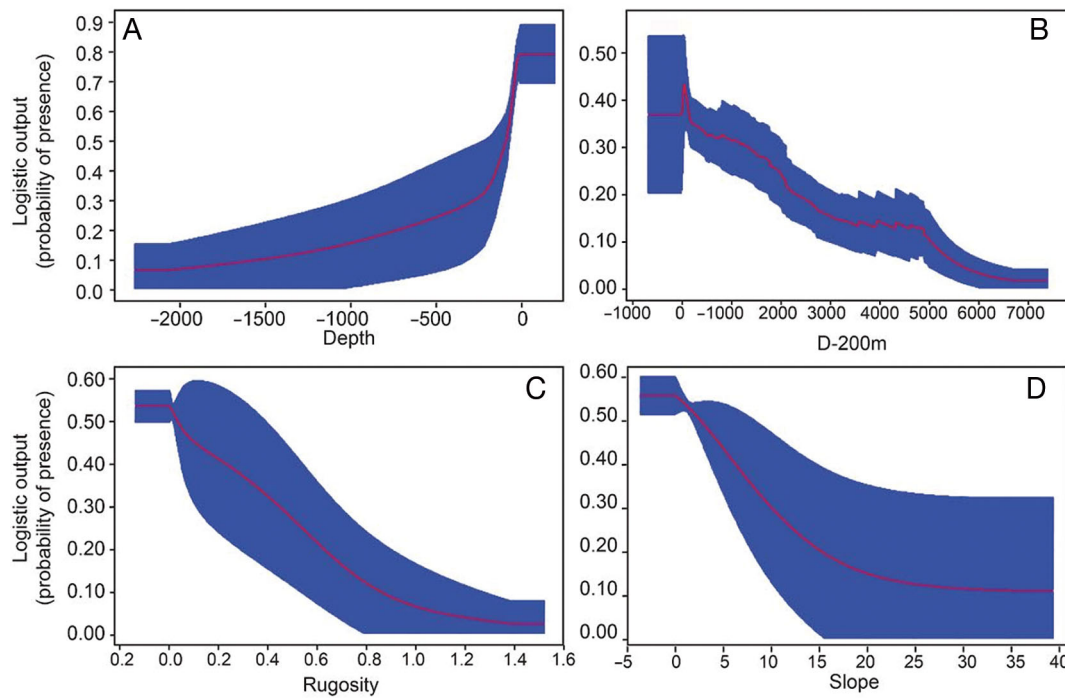 A
B
Logistic output
(probability of presence)
0.9
0.8
0.7
0.6
0.5
0.4
0.3
0.2
0.1
0.0
−2000 −1500 −1000 −500 0
Depth
0.50
0.40
0.30
0.20
0.10
0.00
−1000 0 −1000 2000 3000 4000 5000 6000 7000
D-200m
C
D
Logistic output
(probability of presence)
0.60
0.50
0.40
0.30
0.20
0.10
0.00
0.2 0.0 0.2 0.4 0.6 0.8 1.0 1.2 1.4 1.6
Rugosity
0.60
0.50
0.40
0.30
0.20
0.10
0.00
−5 0 5 10 15 20 25 30 35 40
Slope